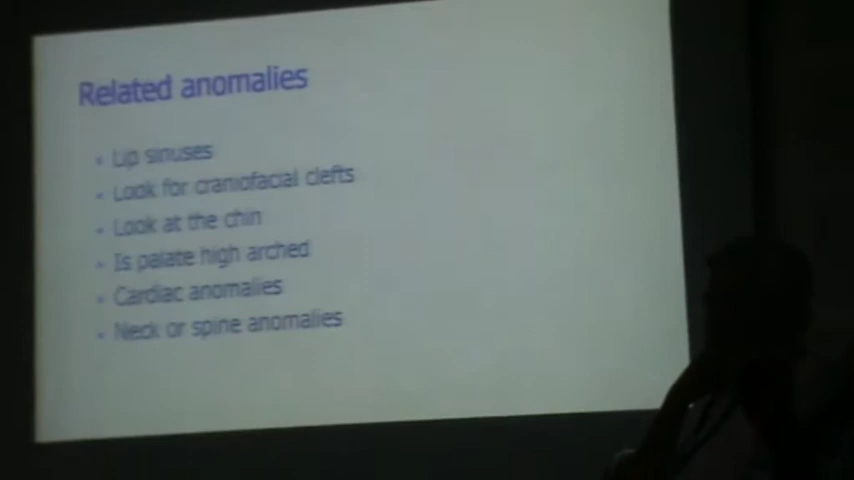 Related anomalies
• Lip sinuses
• Look for craniofacial clefts
• Look at the chin
• Is palate high arched
• Cardiac anomalies
• Neck or spine anomalies